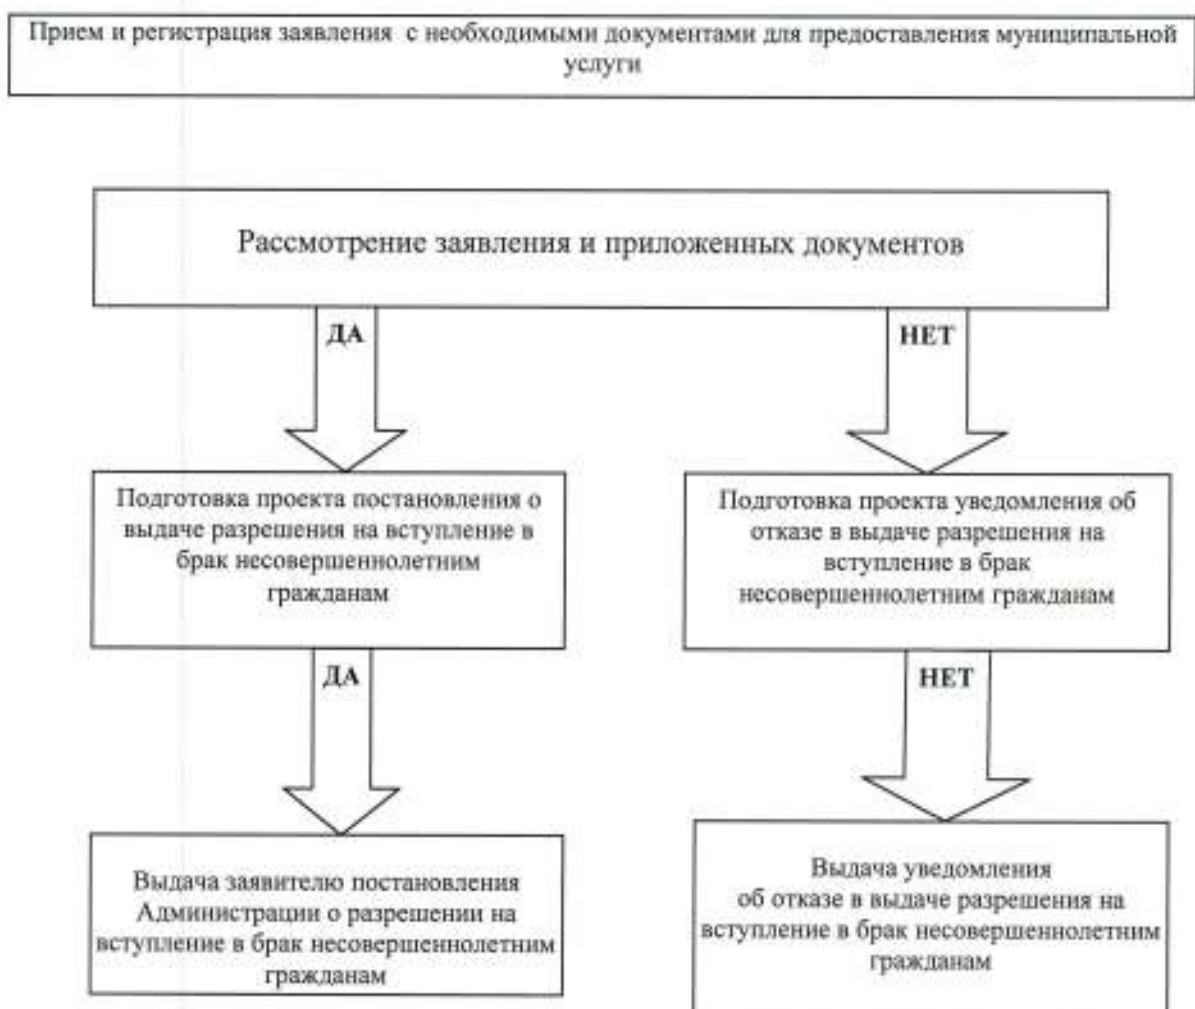 Прием и регистрация заявления с необходимыми документами для предоставления муниципальной
услуги
Рассмотрение заявления и приложенных документов
ДА
НЕТ
Подготовка проекта постановления о
выдаче разрешения на вступление в
брак несовершеннолетним
гражданам
Подготовка проекта уведомления об
отказе в выдаче разрешения на
вступление в брак
несовершеннолетним гражданам
ДА
НЕТ
Выдача заявителю постановления
Администрации о разрешении на
вступление в брак несовершеннолетним
гражданам
Выдача уведомления
об отказе в выдаче разрешения на
вступление в брак несовершеннолетним
гражданам